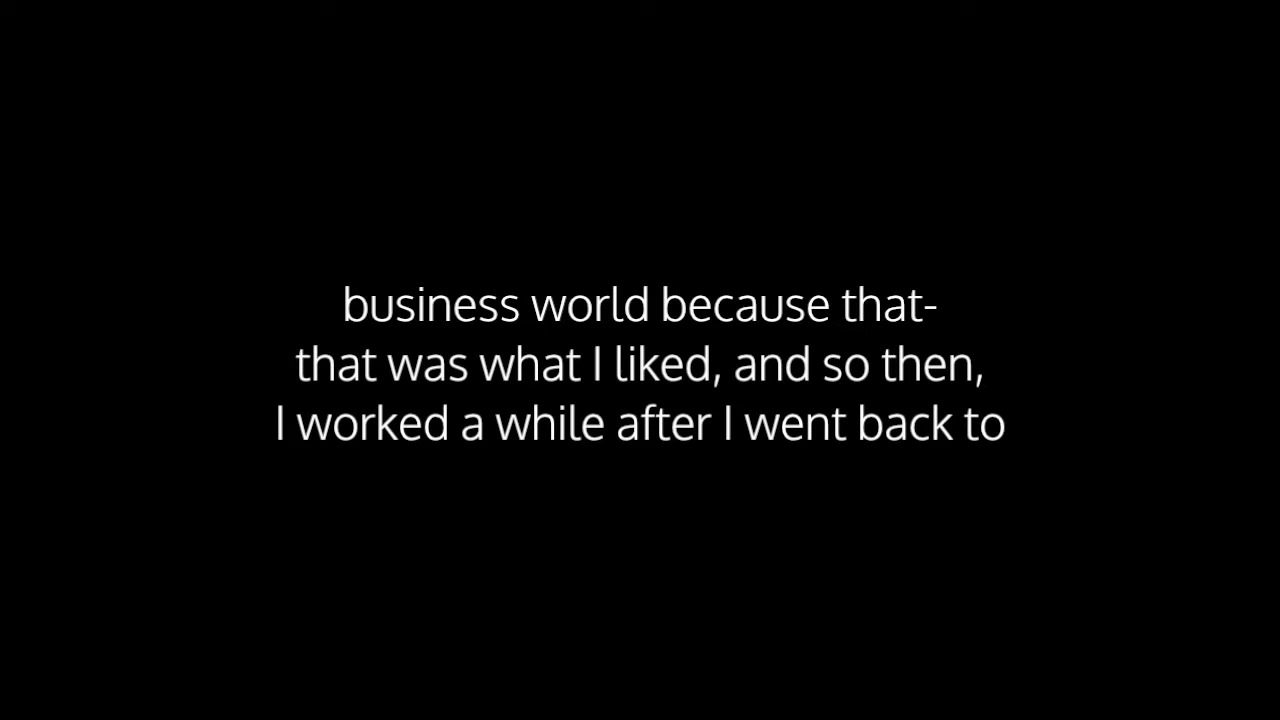 business world because that-
that was what I liked, and so then,
I worked a while after I went back to